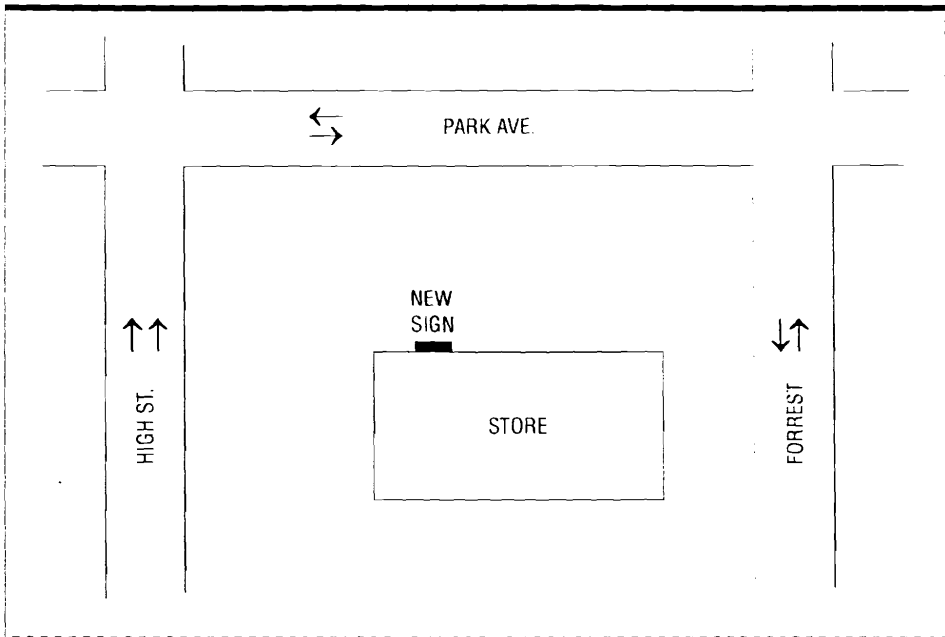 PARK AVE.
NEW
SIGN
HIGH ST.
STORE
FORREST